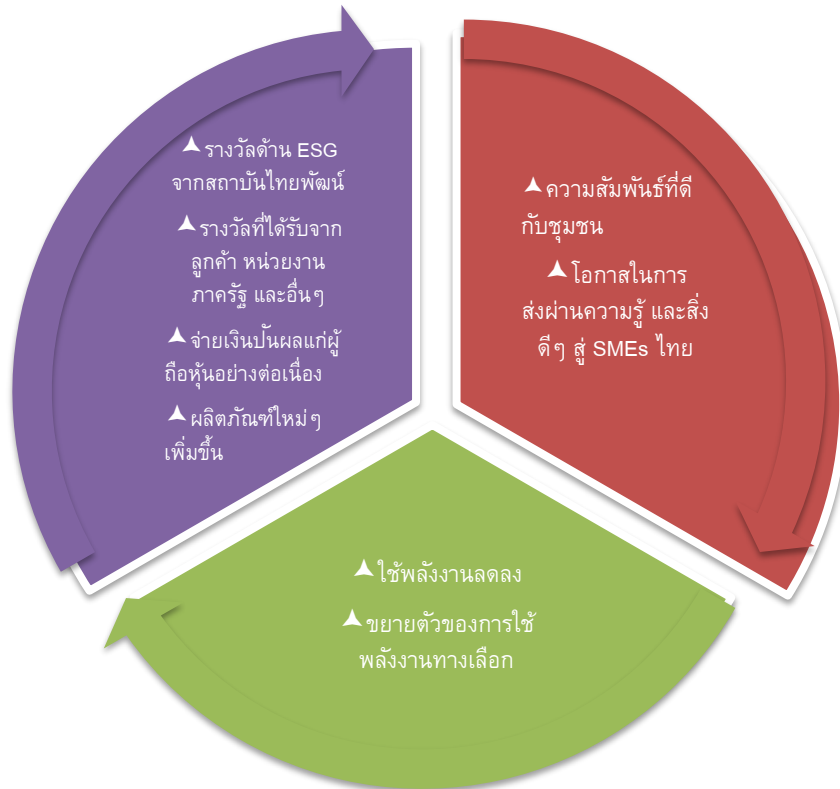 รางวัลด้าน ESG
จากสถาบันไทยพัฒน์
รางวัลที่ได้รับจาก
ลูกค้า หน่วยงาน
ภาครัฐ และอื่นๆ
จ่ายเงินปันผลแก่ผู้
ถือหุ้นอย่างต่อเนื่อง
ผลิตภัณฑ์ใหม่ๆ
เพิ่มขึ้น
ความสัมพันธ์ที่ดี
กับชุมชน
โอกาสในการ
ส่งผ่านความรู้ และสิ่ง
ดีๆ สู่ SMEs ไทย
ใช้พลังงานลดลง
ขยายตัวของการใช้
พลังงานทางเลือก